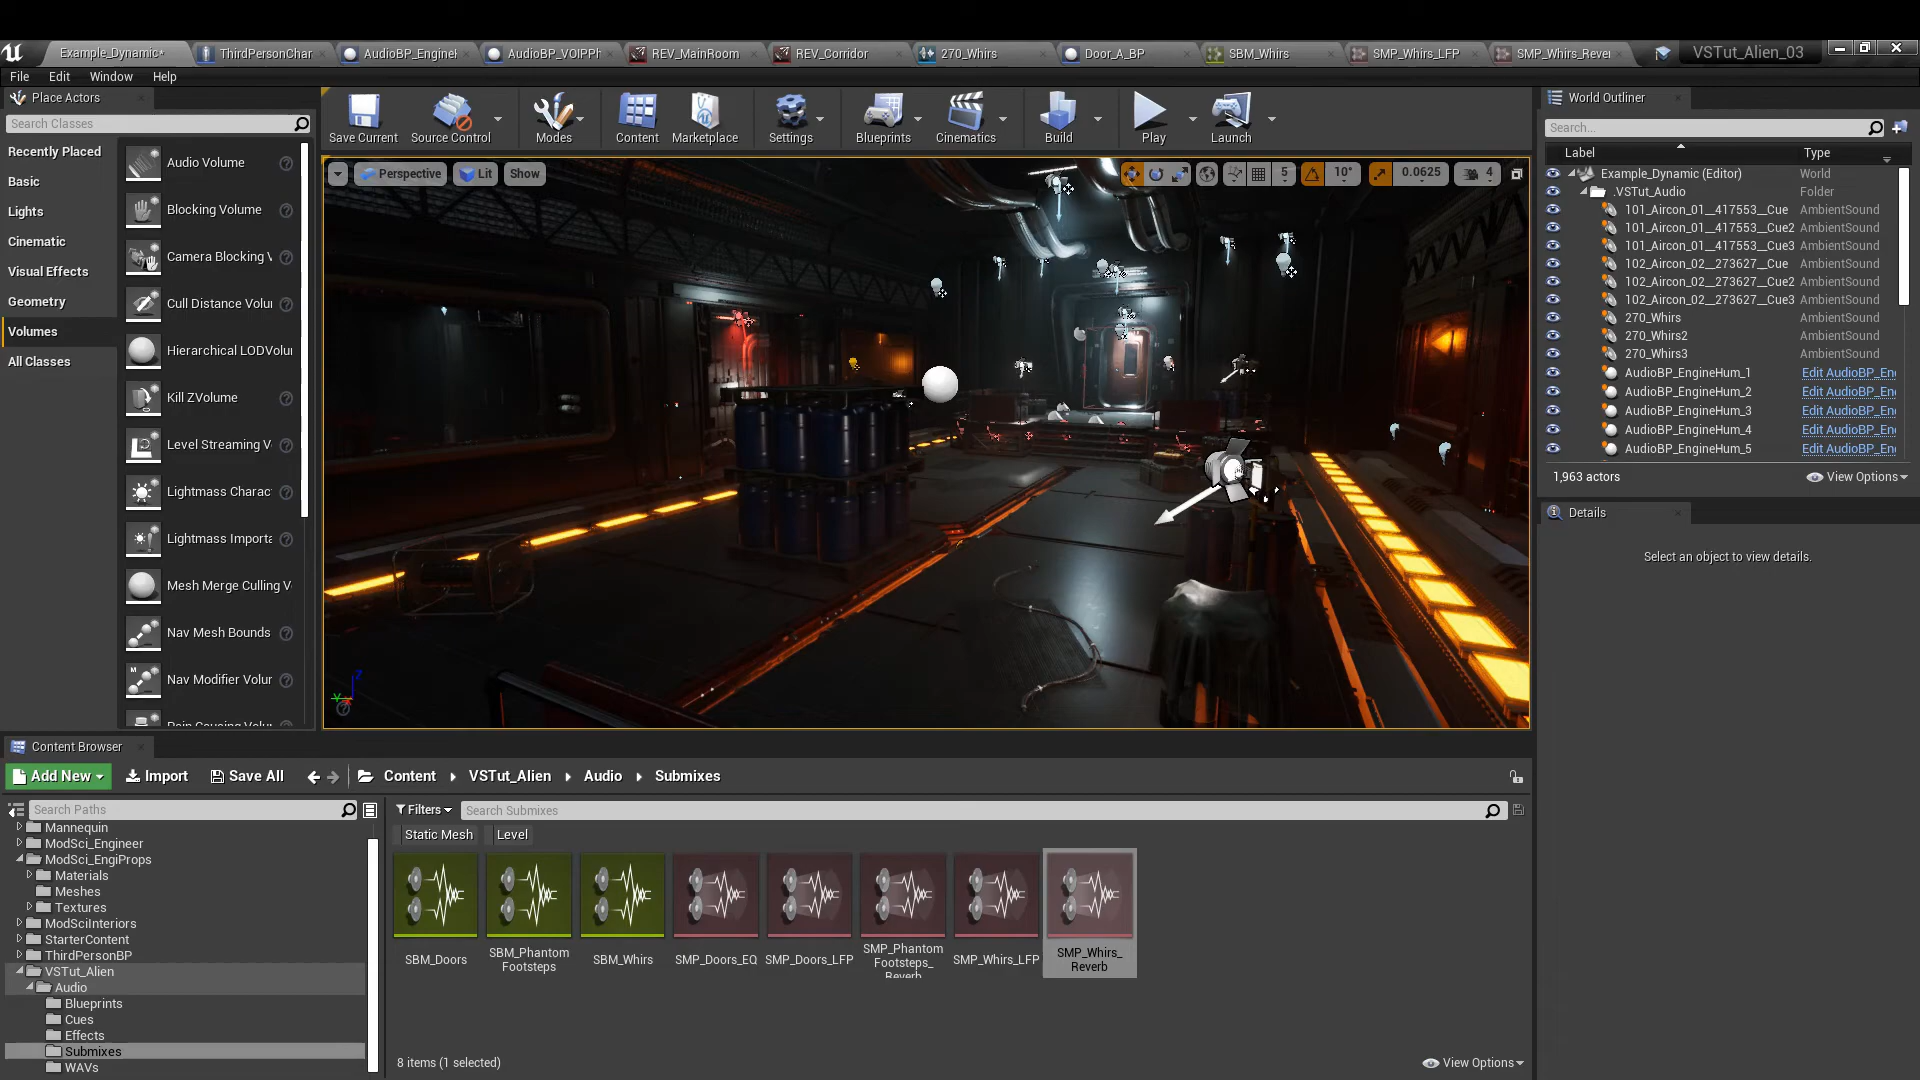 Example_Dynamic*
ThirdPersonChar
AudioBP_Engine
AudioBP_VOIPPh
REV_MainRoom
REV_Corridor
270_Whirs
Door_A_BP
SBM_Whirs
SMP_Whirs_LFP
SMP_Whirs_Rever
VSTut_Alien_03
File
Edit
Window
Help
Place Actors
Search Classes
Recently Placed
Basic
Lights
Cinematic
Visual Effects
Geometry
Volumes
All Classes
Audio Volume
Blocking Volume
Camera Blocking V
Cull Distance Volu
Hierarchical LODVolu
Kill ZVolume
Level Streaming V
Lightmass Charac
Lightmass Importa
Mesh Merge Culling V
Nav Mesh Bounds
Nav Modifier Volu
Save Current
Source Control
Modes
Content
Marketplace
Settings
Blueprints
Cinematics
Build
Play
Launch
Perspective
Lit
Show
5
10°
0.0625
4
World Outliner
Search...
Label
Type
Example_Dynamic (Editor)
World
.VSTut_Audio
Folder
101_Aircon_01__417553__Cue
AmbientSound
101_Aircon_01__417553__Cue2
AmbientSound
101_Aircon_01__417553__Cue3
AmbientSound
102_Aircon_02__273627__Cue
AmbientSound
102_Aircon_02__273627__Cue2
AmbientSound
102_Aircon_02__273627__Cue3
AmbientSound
270_Whirs
AmbientSound
270_Whirs2
AmbientSound
270_Whirs3
AmbientSound
AudioBP_EngineHum_1
Edit AudioBP_En
AudioBP_EngineHum_2
Edit AudioBP_En
AudioBP_EngineHum_3
Edit AudioBP_En
AudioBP_EngineHum_4
Edit AudioBP_En
AudioBP_EngineHum_5
Edit AudioBP_En
1,963 actors
View Options
Details
Select an object to view details.
Content Browser
Add New
Import
Save All
Content
VSTut_Alien
Audio
Submixes
Search Paths
Mannequin
ModSci_Engineer
ModSci_EngiProps
Materials
Meshes
Textures
ModSciInteriors
StarterContent
ThirdPersonBP
VSTut_Alien
Audio
Blueprints
Cues
Effects
Submixes
WAVs
Filters
Search Submixes
Static Mesh
Level
SBM_Doors
SBM_Phantom
Footsteps
SBM_Whirs
SMP_Doors_EQ
SMP_Doors_LFP
SMP_Phantom
Footsteps_
Reverb
SMP_Whirs_LFP
SMP_Whirs_
Reverb
8 items (1 selected)
View Options